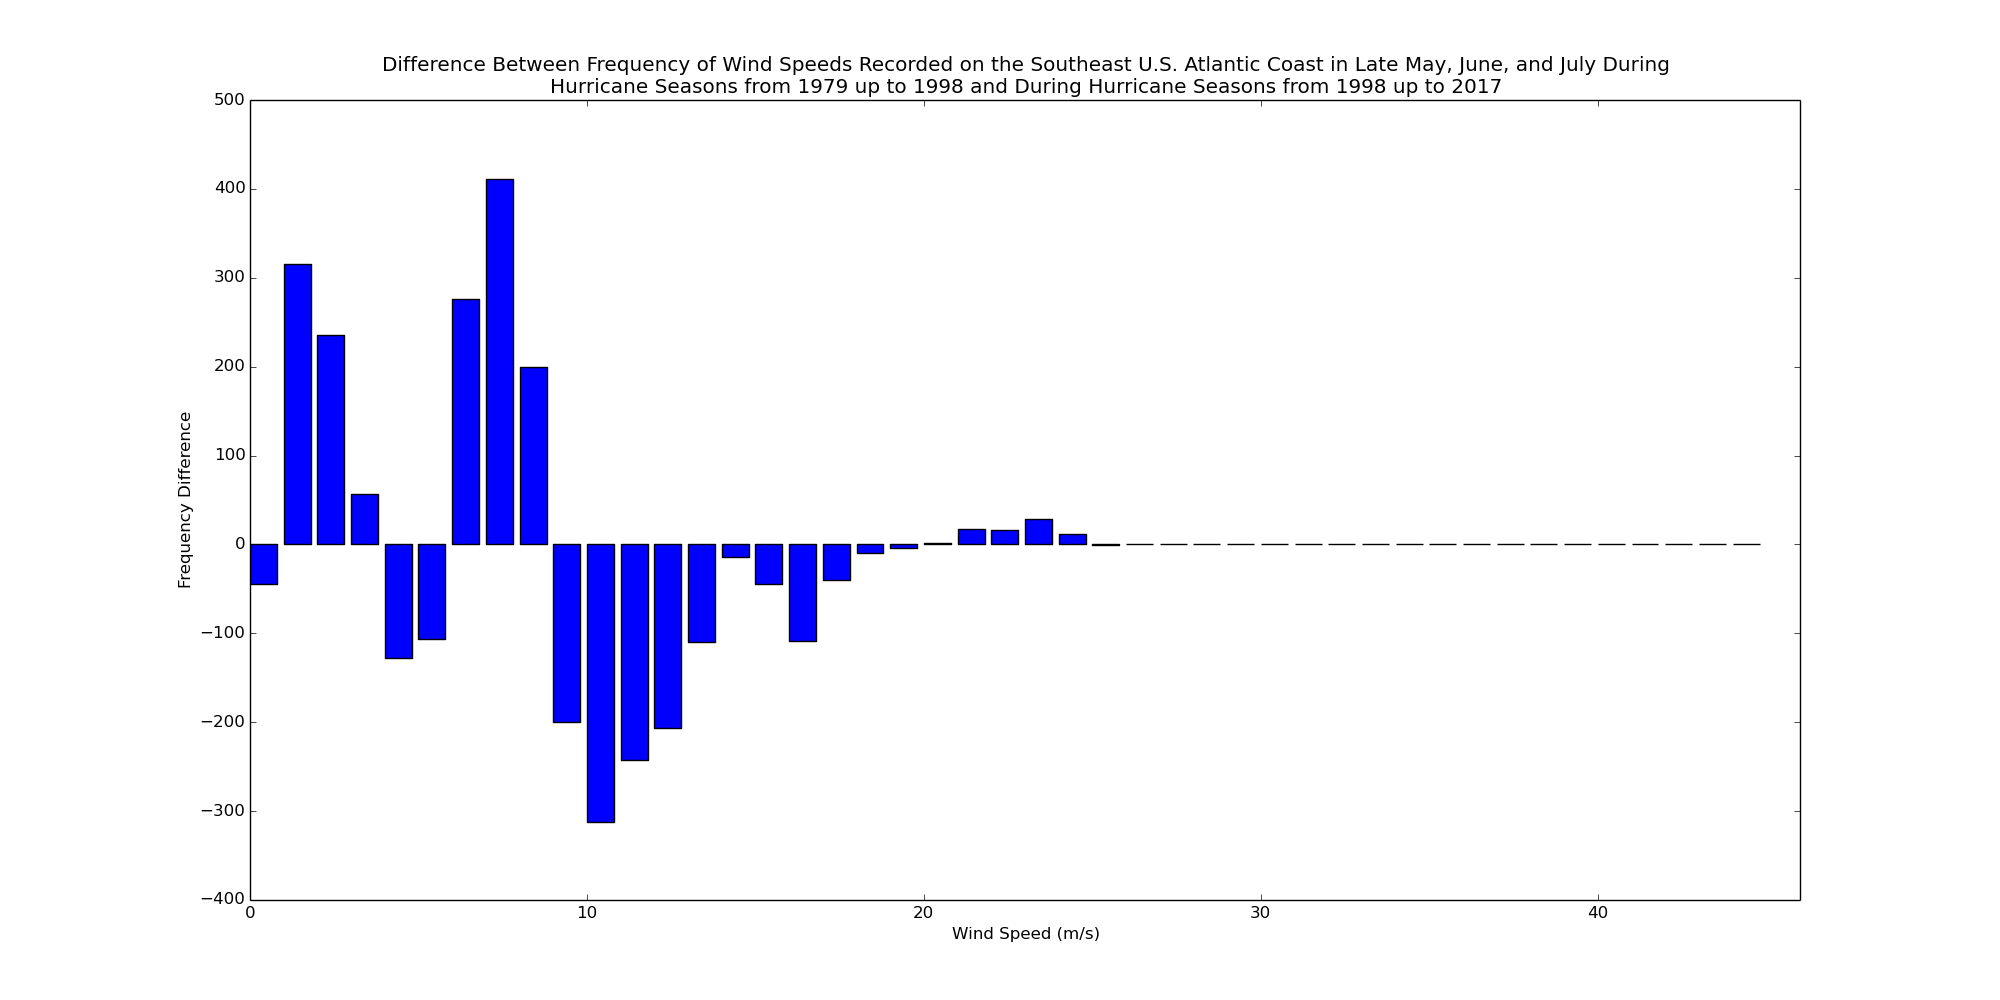 Difference Between Frequency of Wind Speeds Recorded on the Southeast U.S. Atlantic Coast in Late May, June, and July During
Hurricane Seasons from 1979 up to 1998 and During Hurricane Seasons from 1998 up to 2017
500
400
300
200
100
0
−100
−200
−300
−400
Frequency Difference
0 10 20 30 40
Wind Speed (m/s)